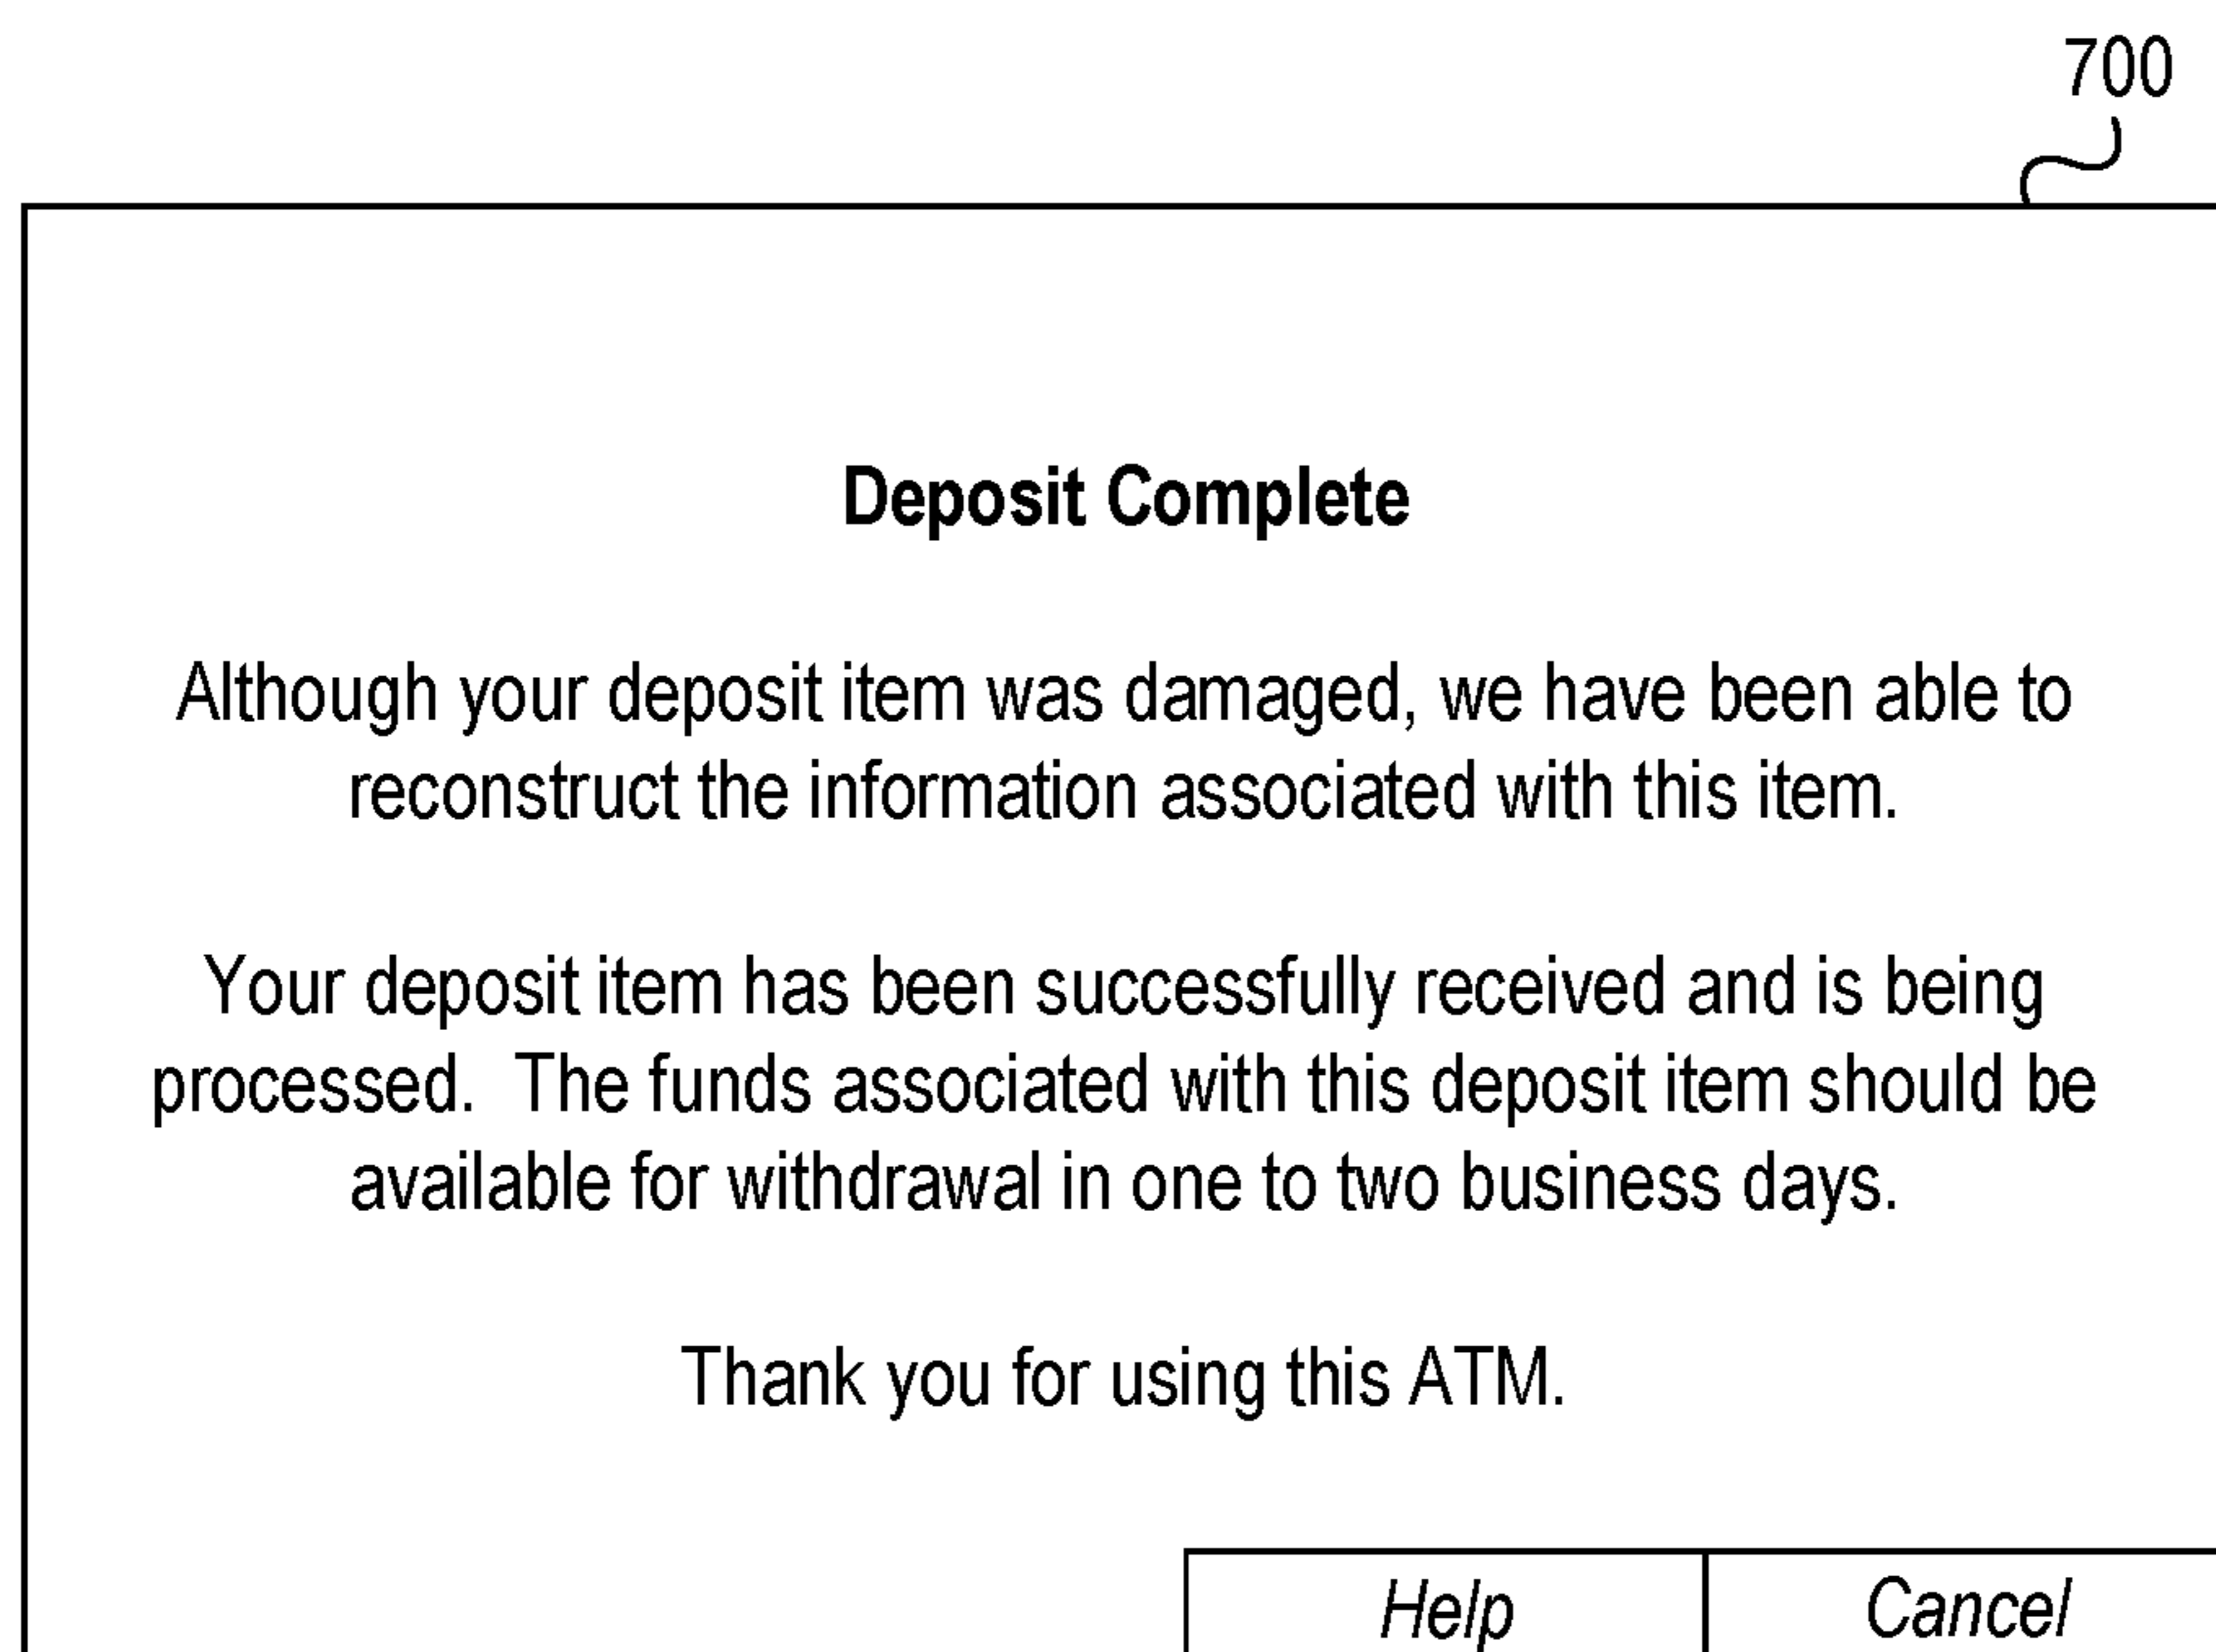 700
Deposit Complete
Although your deposit item was damaged, we have been able to
reconstruct the information associated with this item.
Your deposit item has been successfully received and is being
processed.  The funds associated with this deposit item should be
available for withdrawal in one to two business days.
Thank you for using this ATM.
Help
Cancel